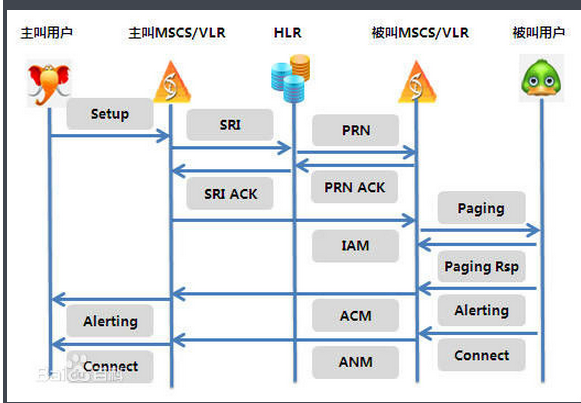 主叫用户
主叫MSCS/VLR
HLR
被叫MSCS/VLR
被叫用户
Setup
SRI
PRN
SRI ACK
PRN ACK
Paging
IAM
Paging Rsp
Alerting
ACM
Alerting
Connect
ANM
Connect
Baidu百科